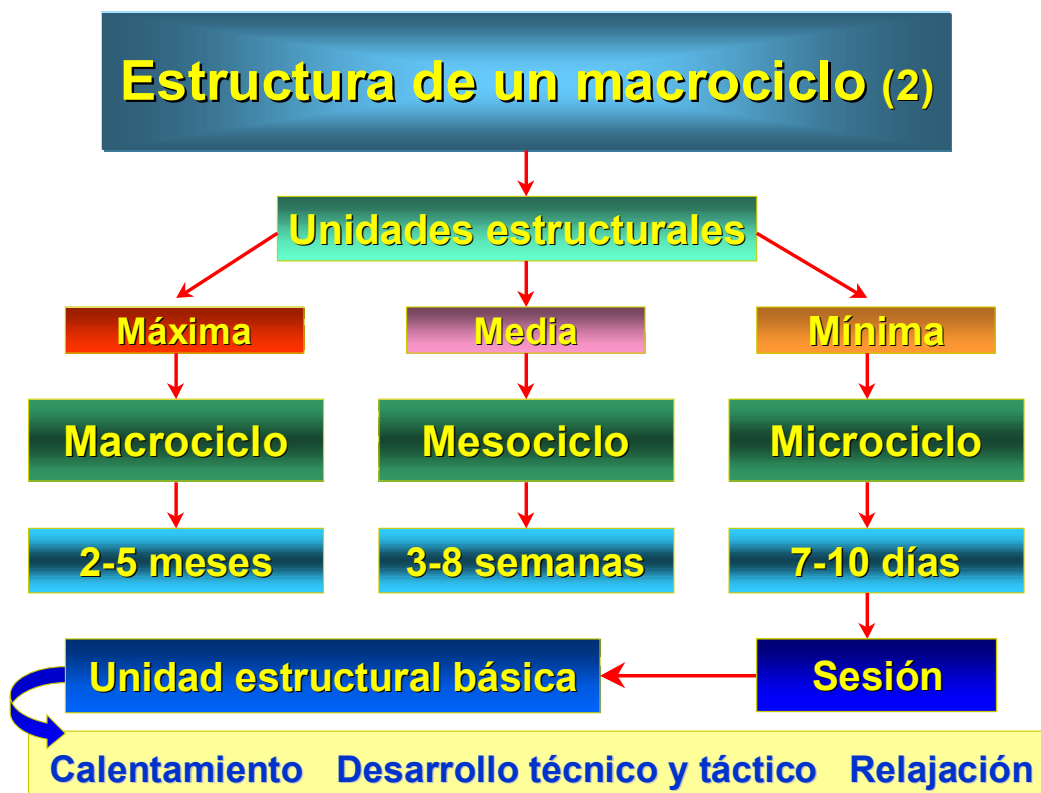 Estructura de un macrociclo (2)
Unidades estructurales
Máxima
Media
Mínima
Macrociclo
Mesociclo
Microciclo
2-5 meses
3-8 semanas
7-10 días
Unidad estructural básica
Sesión
Calentamiento Desarrollo técnico y táctico Relajación